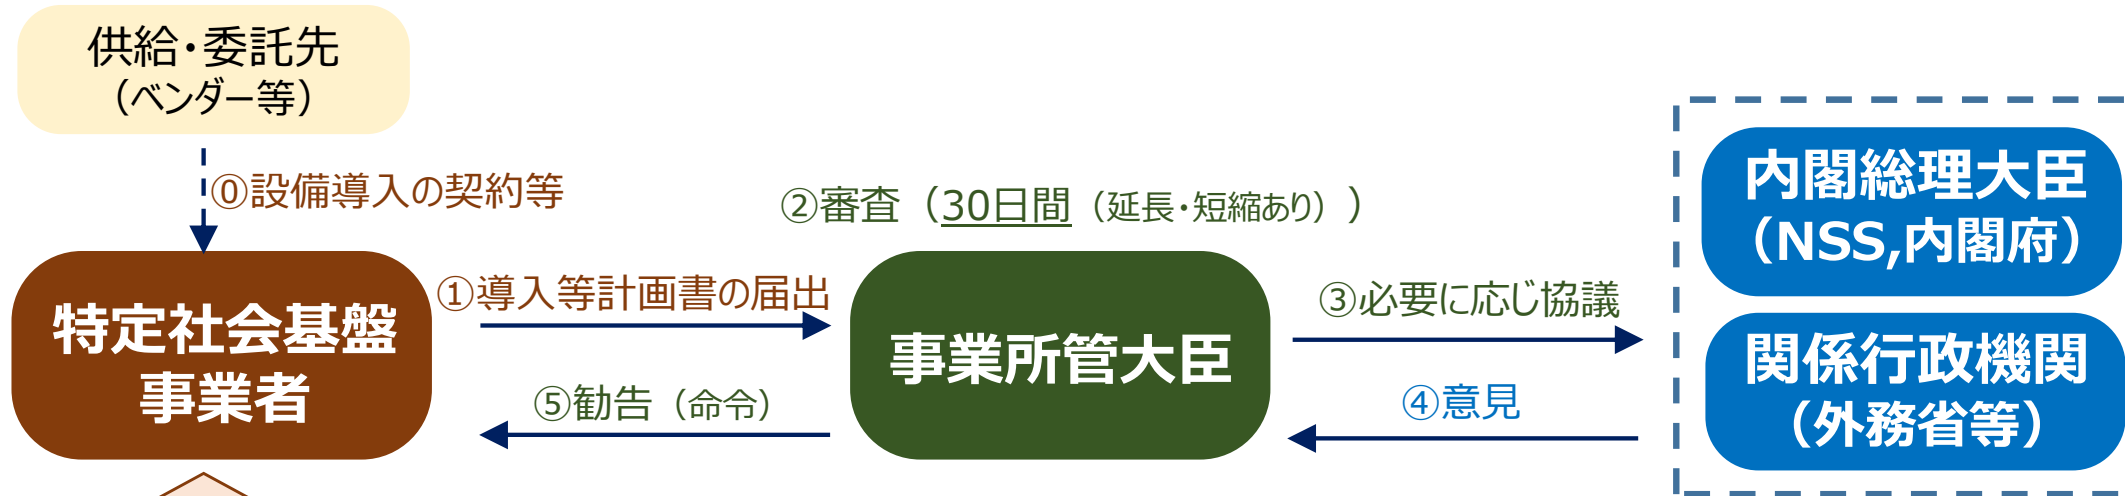 供給・委託先
（ベンダー等）
⓪設備導入の契約等
特定社会基盤
事業者
①導入等計画書の届出
⑤勧告（命令）
②審査（30日間（延長・短縮あり））
事業所管大臣
③必要に応じ協議
④意見
内閣総理大臣
（NSS,内閣府）
関係行政機関
（外務省等）